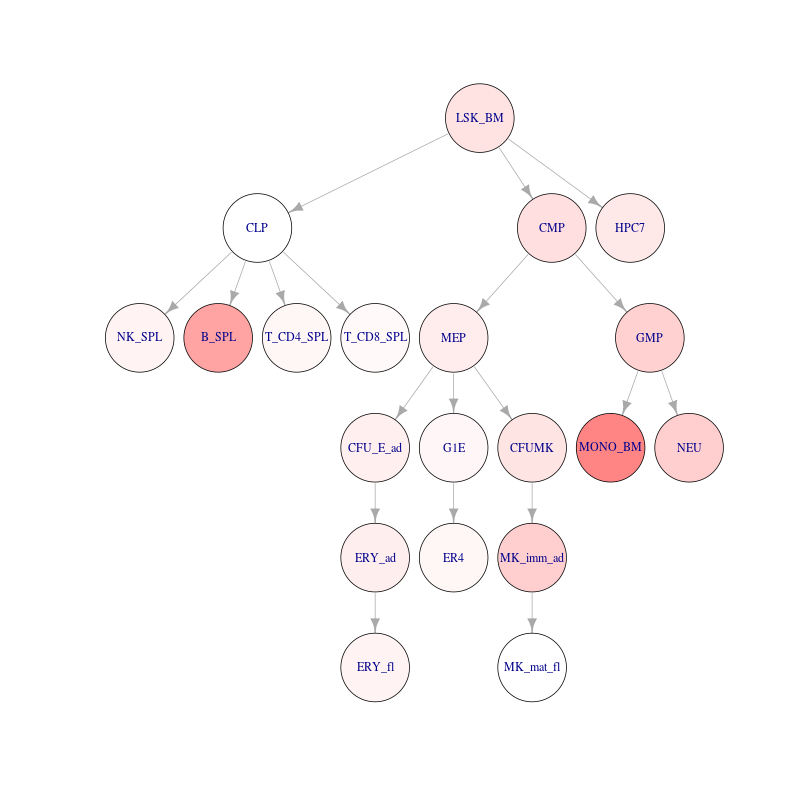 LSK_BM
CLP
CMP
HPC7
NK_SPL
B_SPL
T_CD4_SPL
T_CD8_SPL
MEP
GMP
CFU_E_ad
G1E
CFUMK
MONO_BM
NEU
ERY_ad
ER4
MK_imm_ad
ERY_fl
MK_mat_fl